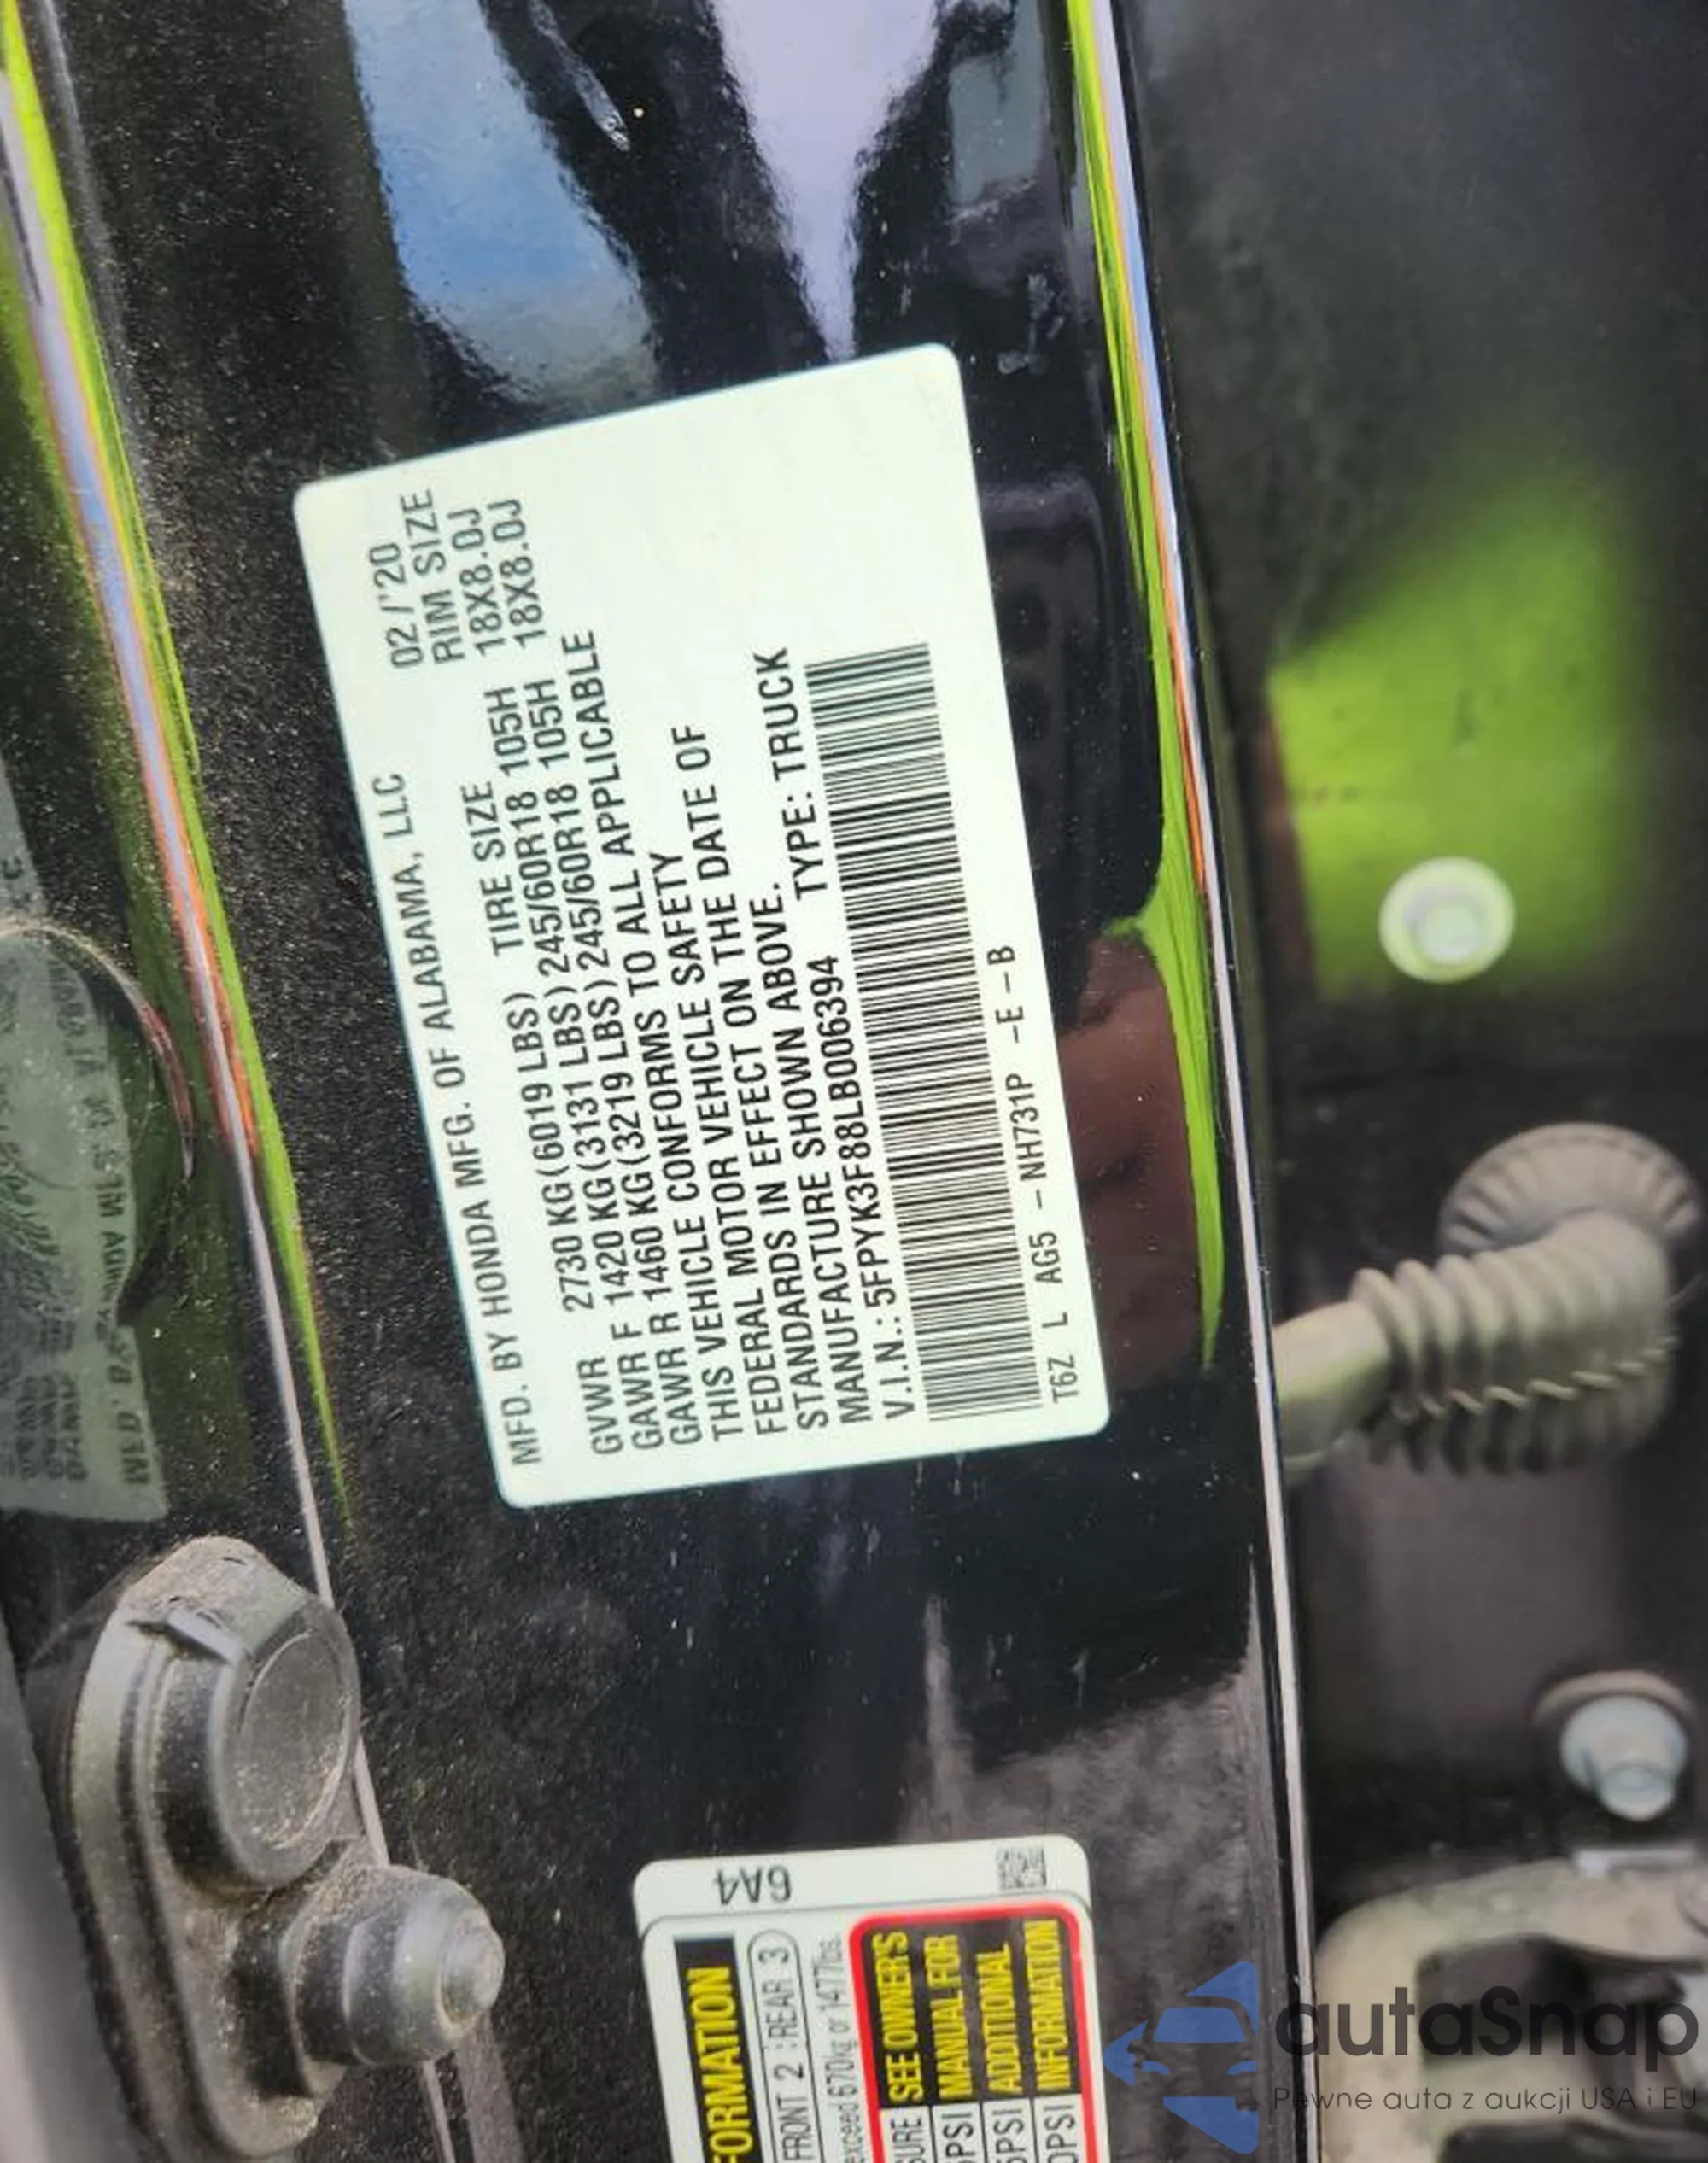 MFD. BY HONDA MFG. OF ALABAMA, LLC 02/'20
GVWR 2730 KG(6019 LBS) TIRE SIZE RIM SIZE
GAWR F 1420 KG(3131 LBS) 245/60R18 105H 18X8.0J
GAWR R 1460 KG(3219 LBS) 245/60R18 105H 18X8.0J
THIS VEHICLE CONFORMS TO ALL APPLICABLE
FEDERAL MOTOR VEHICLE SAFETY
STANDARDS IN EFFECT ON THE DATE OF
MANUFACTURE SHOWN ABOVE.
V.I.N.: 5FPYK3F88LB006394 TYPE: TRUCK
T6Z L AG5 -NH731P -E-B
6A4
FRONT 2 REAR 3
exceed 670kg or 1477lbs.
SEE OWNER'S
MANUAL FOR
ADDITIONAL
INFORMATION
autaSnap
Pewne auta z aukcji USA i EU